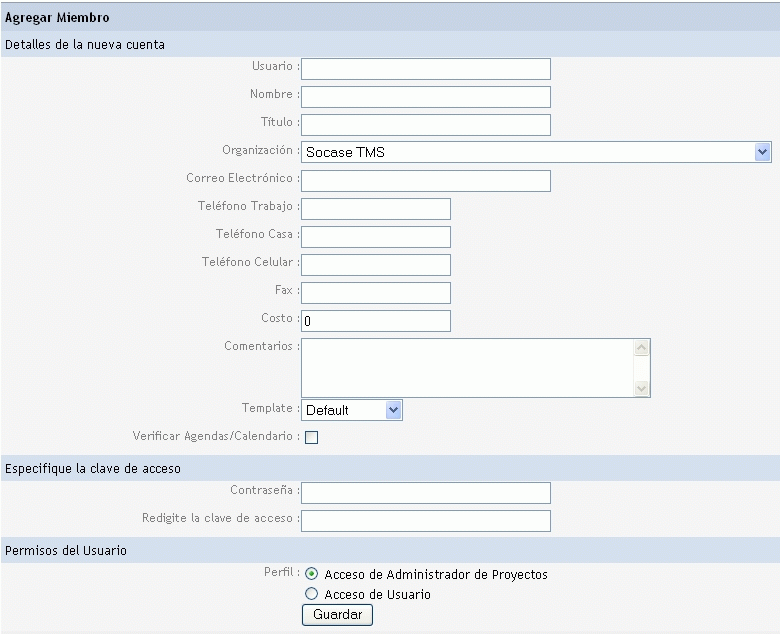 Agregar Miembro
Detalles de la nueva cuenta
Usuario :
Nombre :
Título :
Organización : Socase TMS
Correo Electrónico :
Teléfono Trabajo :
Teléfono Casa :
Teléfono Celular :
Fax :
Costo : 0
Comentarios :
Template : Default
Verificar Agendas/Calendario :
Especifique la clave de acceso
Contraseña :
Redigite la clave de acceso :
Permisos del Usuario
Perfil : Acceso de Administrador de Proyectos
Acceso de Usuario
Guardar